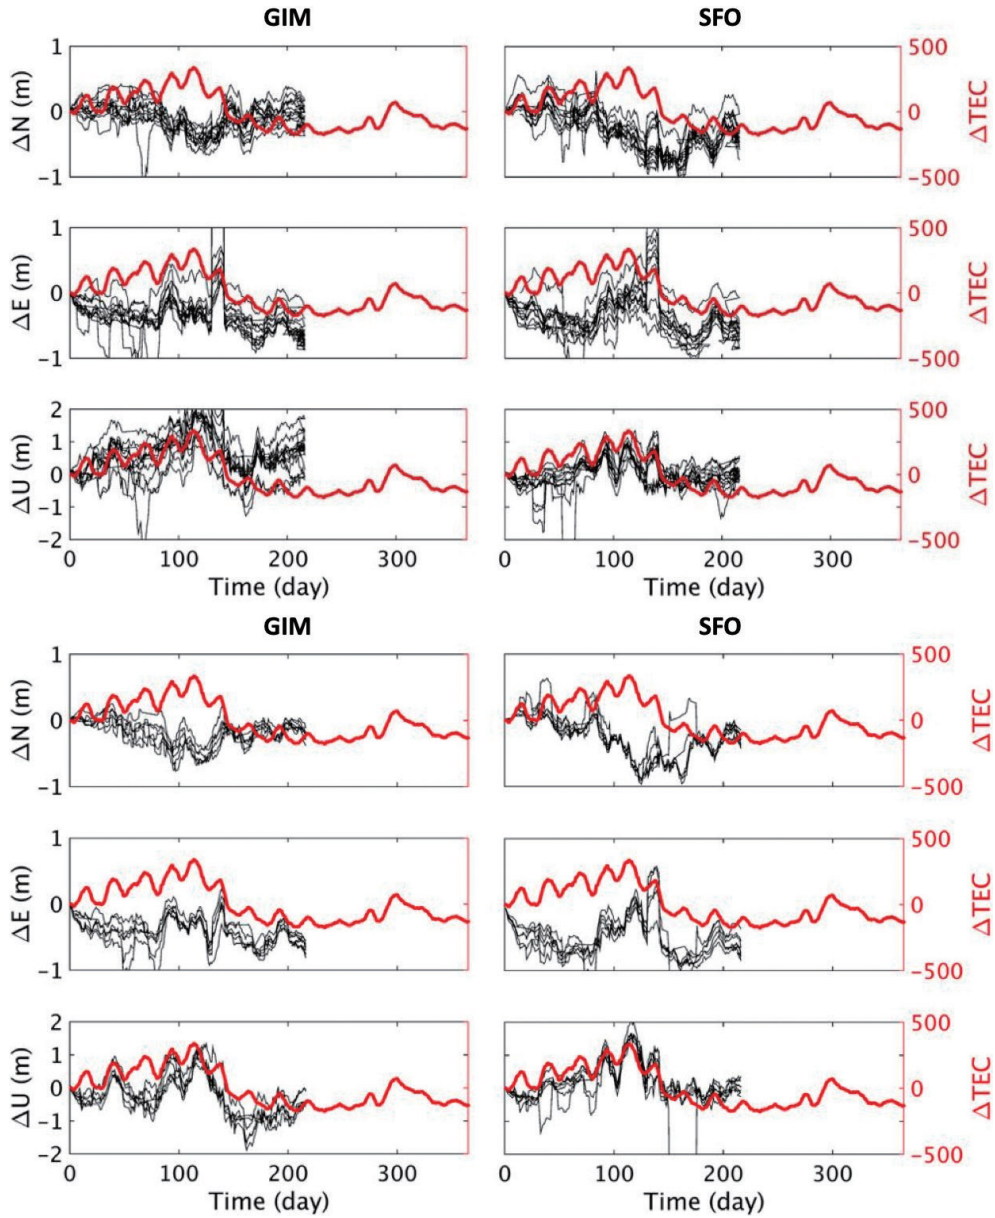 GIM SFO
1 500
ΔN (m) 0 0 ΔTEC
−1 −500
1 500
ΔE (m) 0 0 ΔTEC
−1 −500
2 500
1
ΔU (m) 0 0 ΔTEC
−1
−2 −500
0 100 200 300 0 100 200 300
Time (day) Time (day)
GIM SFO
1 500
ΔN (m) 0 0 ΔTEC
−1 −500
1 500
ΔE (m) 0 0 ΔTEC
−1 −500
2 500
1
ΔU (m) 0 0 ΔTEC
−1
−2 −500
0 100 200 300 0 100 200 300
Time (day) Time (day)